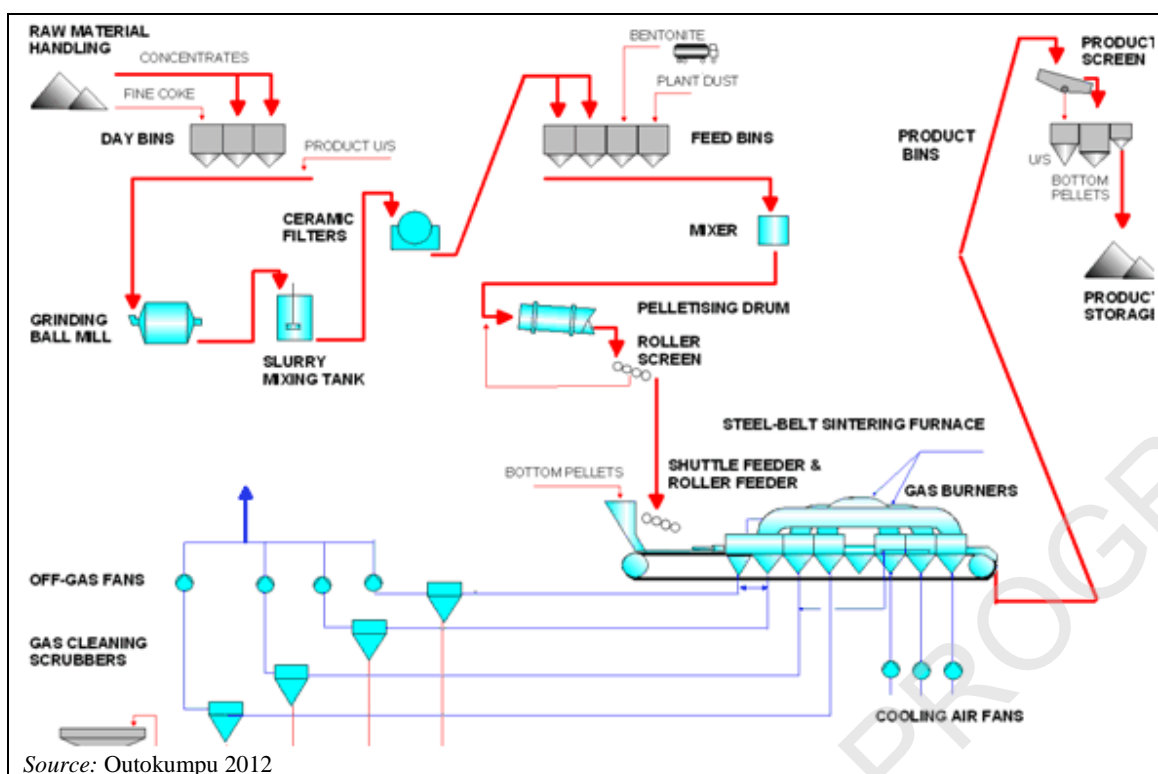 RAW MATERIAL
HANDLING
CONCENTRATES
FINE COKE
DAY BINS
PRODUCT U/S
BENTONITE
PLANT DUST
FEED BINS
PRODUCT
SCREEN
PRODUCT
BINS
U/S
BOTTOM
PELLETS
CERAMIC
FILTERS
MIXER
GRINDING
BALL MILL
SLURRY
MIXING TANK
PELLETISING DRUM
ROLLER
SCREEN
PRODUCT
STORAGE
STEEL-BELT SINTERING FURNACE
BOTTOM PELLETS
SHUTTLE FEEDER &
ROLLER FEEDER
GAS BURNERS
OFF-GAS FANS
GAS CLEANING
SCRUBBERS
COOLING AIR FANS
Source: Outokumpu 2012
PROGR